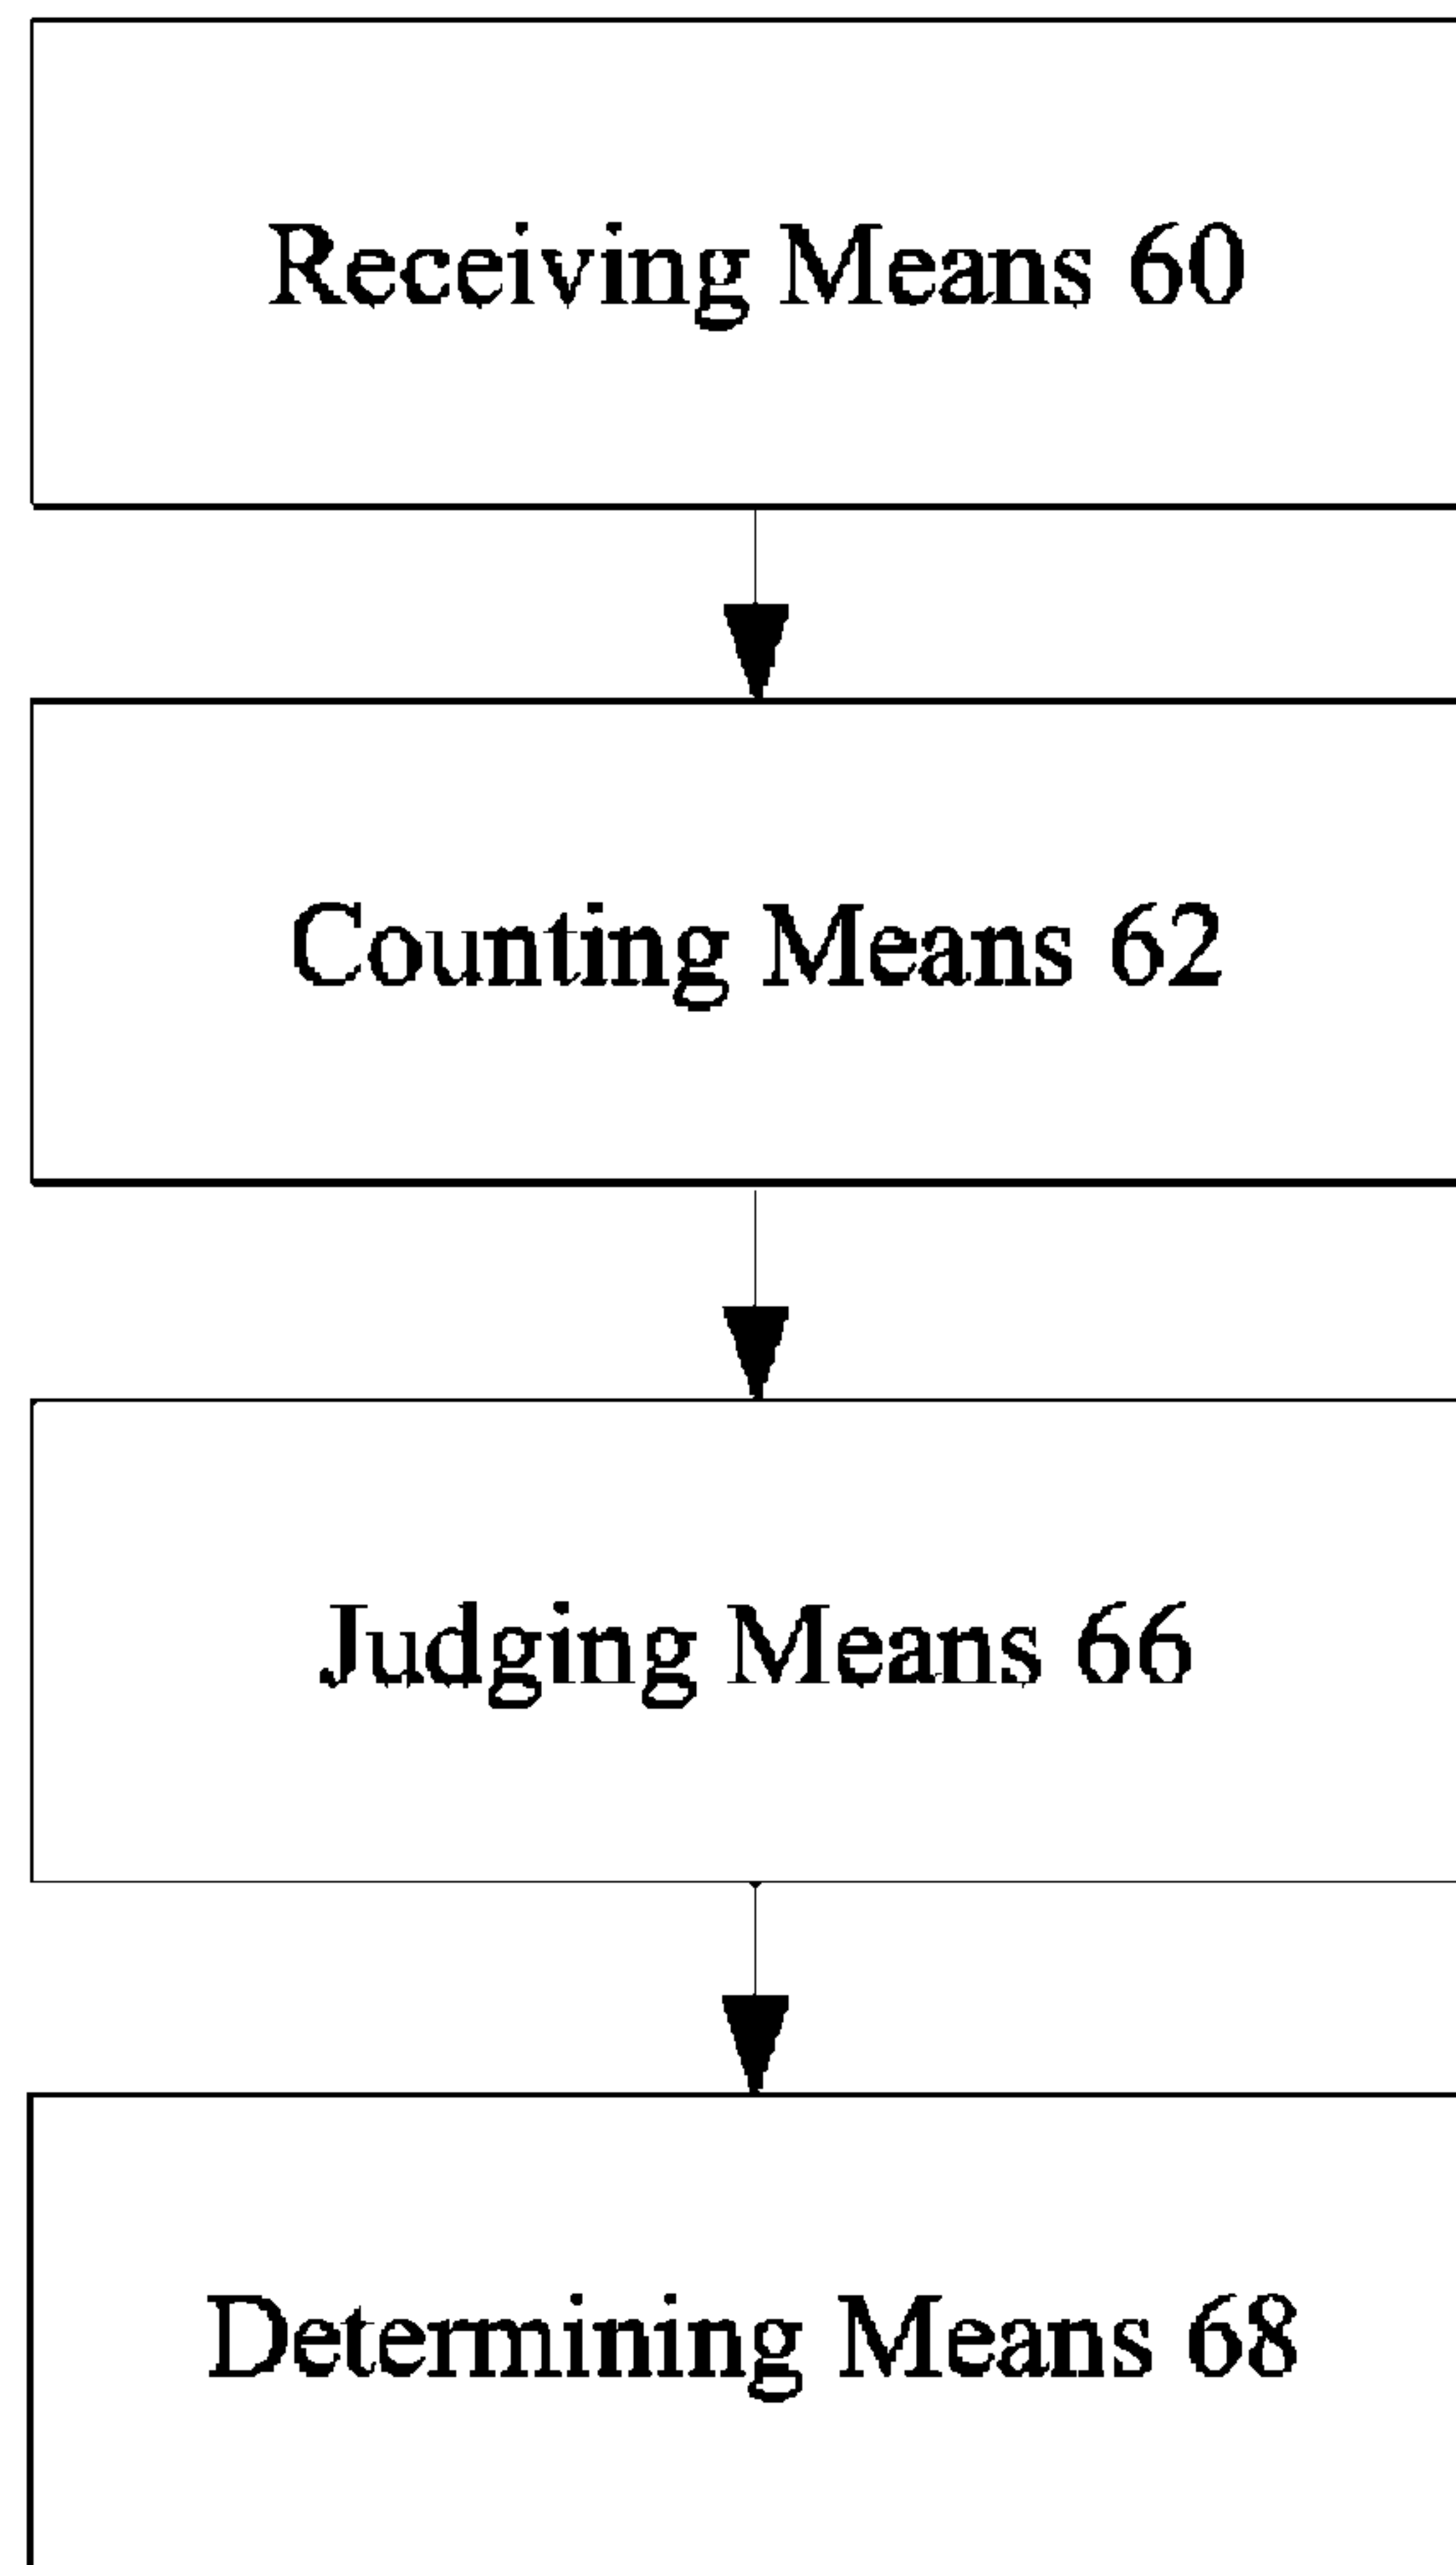 Receiving Means 60
Counting Means 62
Judging Means 66
Determining Means 68